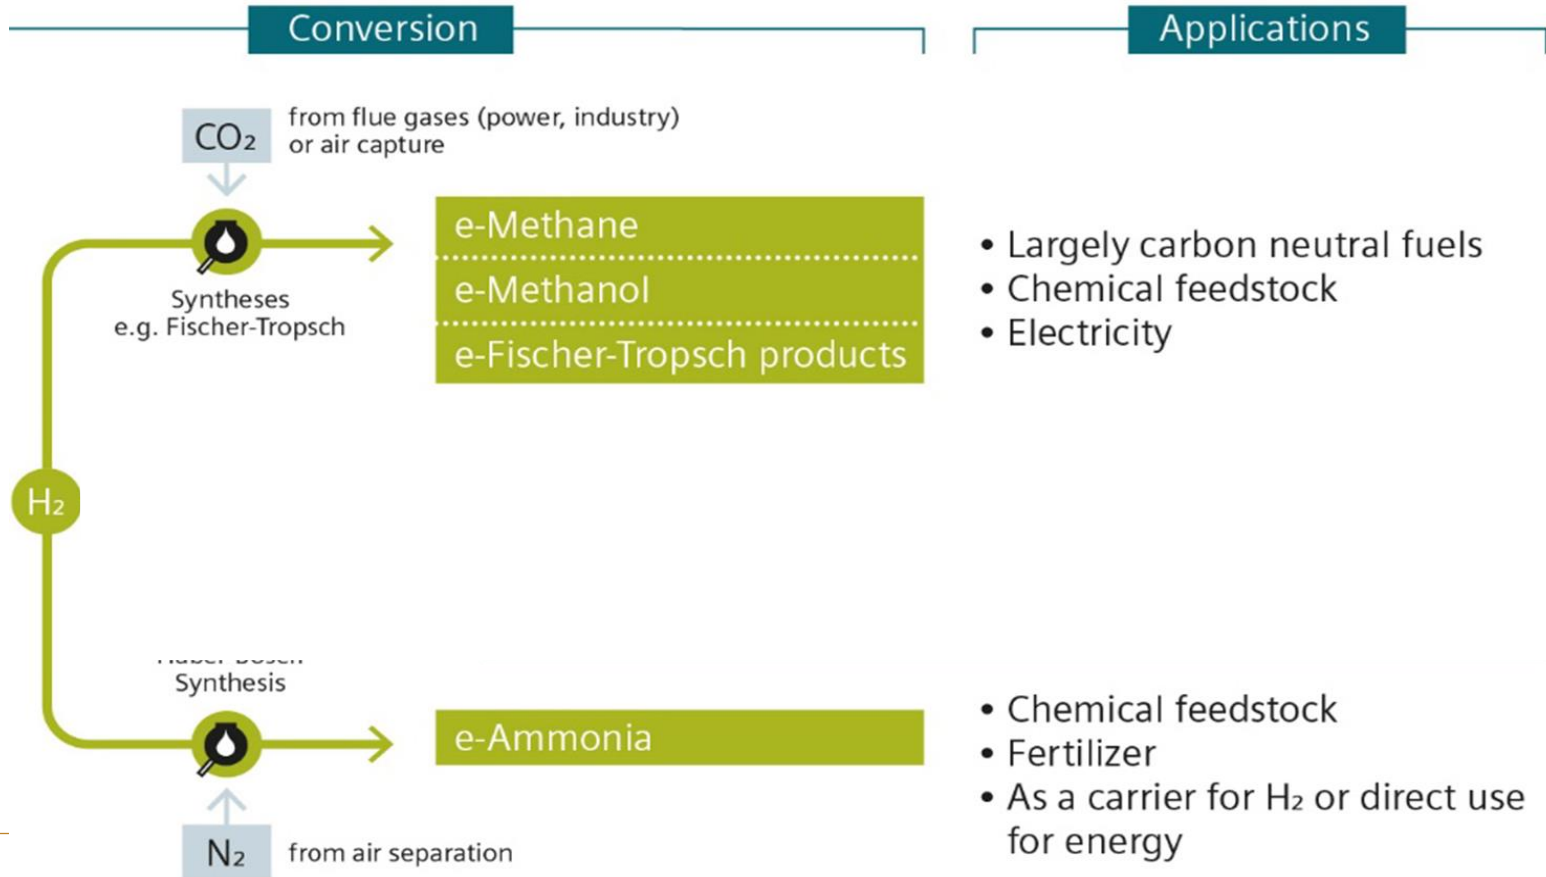 Conversion
Applications
CO₂
from flue gases (power, industry)
or air capture
Syntheses
e.g. Fischer-Tropsch
e-Methane
e-Methanol
e-Fischer-Tropsch products
• Largely carbon neutral fuels
• Chemical feedstock
• Electricity
H₂
Synthesis
e-Ammonia
N₂
from air separation
• Chemical feedstock
• Fertilizer
• As a carrier for H₂ or direct use
for energy